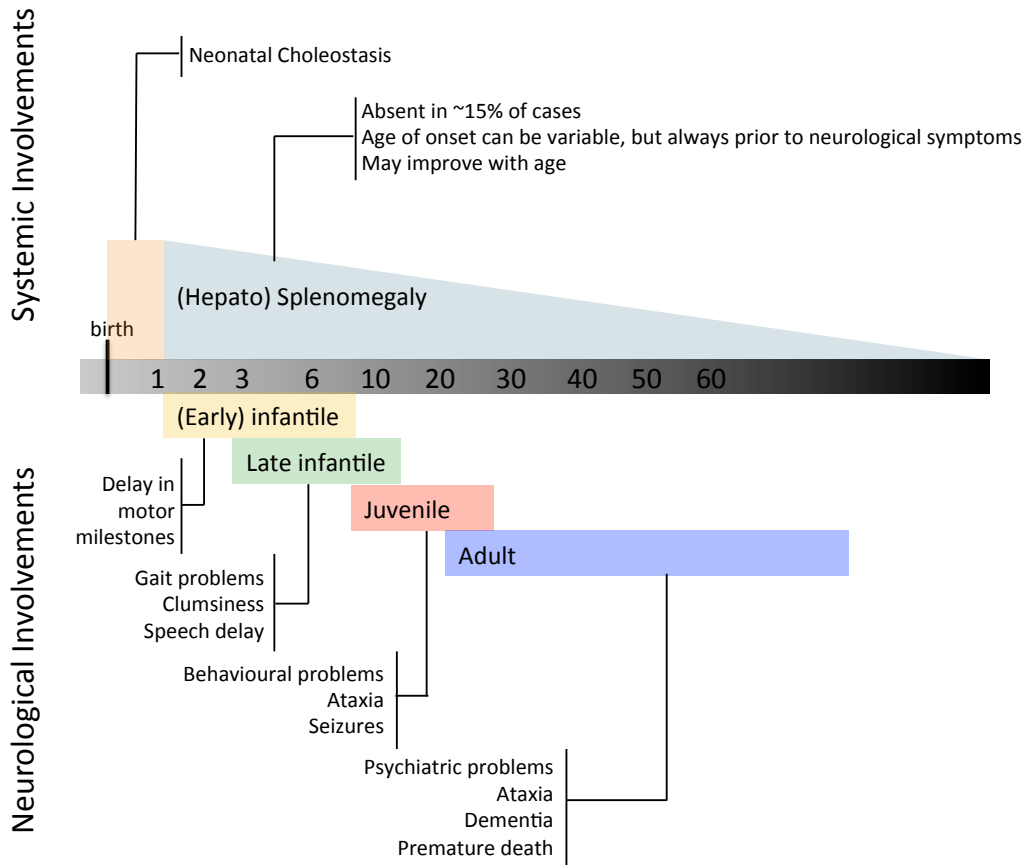 Systemic Involvements
Neonatal Choleostasis
Absent in ~15% of cases
Age of onset can be variable, but always prior to neurological symptoms
May improve with age
(Hepato) Splenomegaly
birth
1 2 3 6 10 20 30 40 50 60
(Early) infantile
Late infantile
Juvenile
Adult
Neurological Involvements
Delay in
motor
milestones
Gait problems
Clumsiness
Speech delay
Behavioural problems
Ataxia
Seizures
Psychiatric problems
Ataxia
Dementia
Premature death